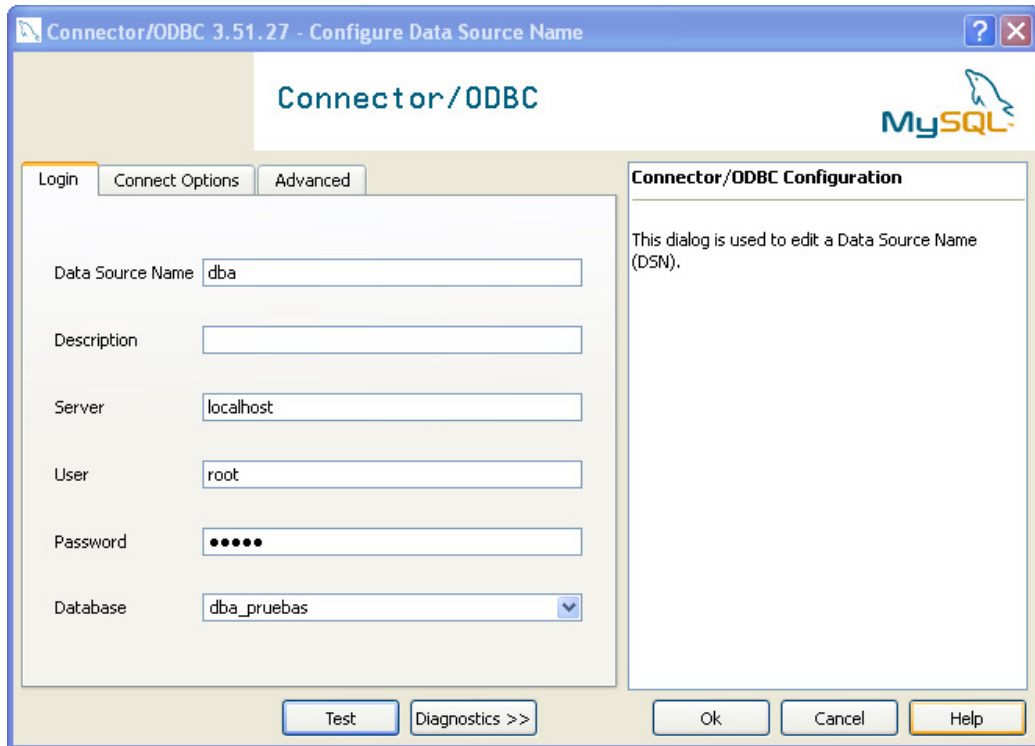 Connector/ODBC 3.51.27 - Configure Data Source Name
?
Connector/ODBC
MySQL
Login
Connect Options
Advanced
Data Source Name
dba
Description
Server
localhost
User
root
Password
•••••
Database
dba_pruebas
Connector/ODBC Configuration
This dialog is used to edit a Data Source Name
(DSN).
Test
Diagnostics >>
Ok
Cancel
Help